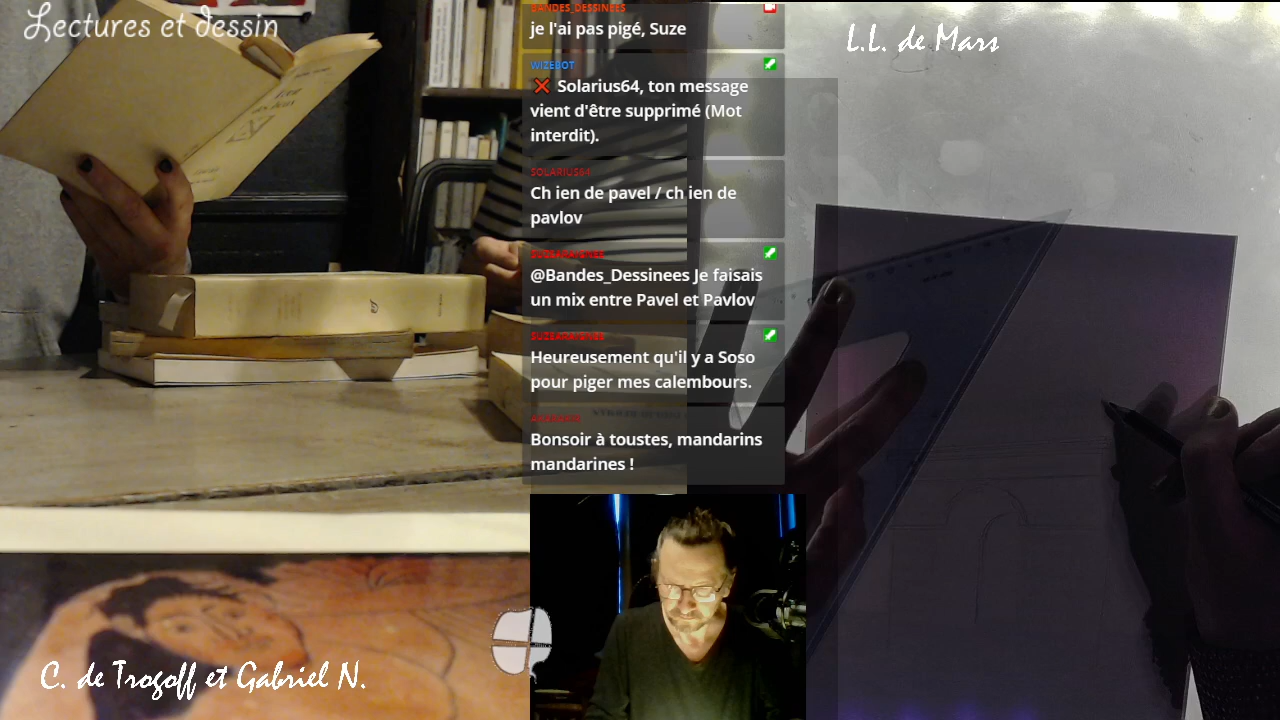 Lectures et dessin
L.L. de Mars
BANDES_DESSINEES
je l'ai pas pigé, Suze
WIZEBOT
❌ Solarius64, ton message
vient d'être supprimé (Mot
interdit).
SOLARIUS64
Ch ien de pavel / ch ien de
pavlov
@Bandes_Dessinees Je faisais
un mix entre Pavel et Pavlov
Heureusement qu'il y a Soso
pour piger mes calembours.
Bonsoir à toustes, mandarins
mandarines !
C. de Trogoff et Gabriel N.